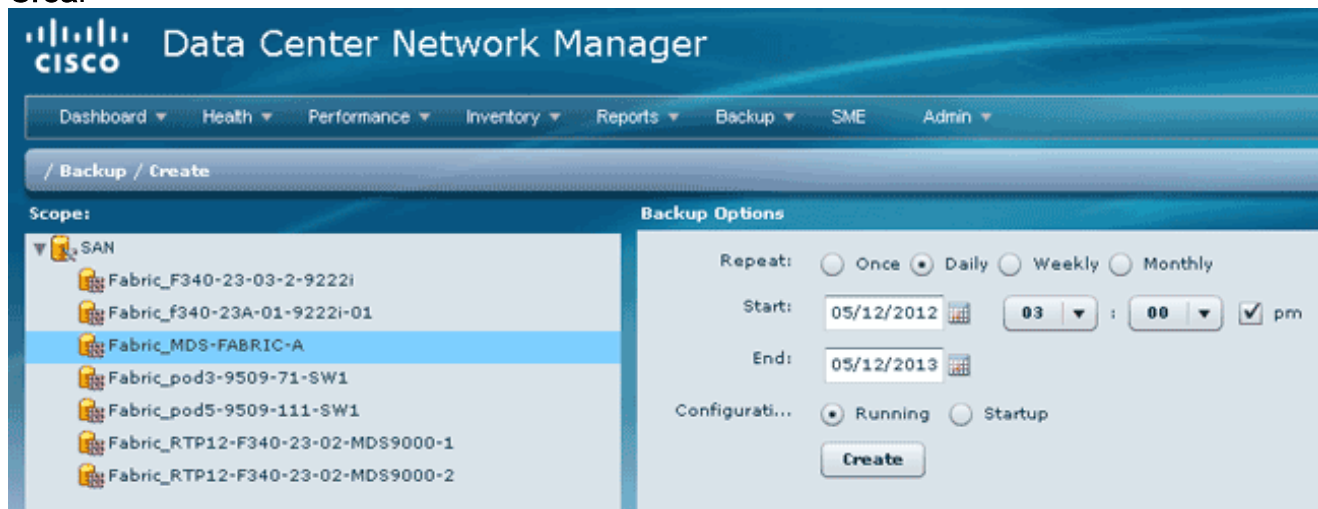 Crear
CISCO Data Center Network Manager
Dashboard Health Performance Inventory Reports Backup SME Admin
/ Backup / Create
Scope:
SAN
Fabric_F340-23-03-2-9222i
Fabric_f340-23A-01-9222i-01
Fabric_MDS-FABRIC-A
Fabric_pod3-9509-71-SW1
Fabric_pod5-9509-111-SW1
Fabric_RTP12-F340-23-02-MDS9000-1
Fabric_RTP12-F340-23-02-MDS9000-2
Backup Options
Repeat: Once Daily Weekly Monthly
Start: 05/12/2012 03 : 00 pm
End: 05/12/2013
Configurati... Running Startup
Create